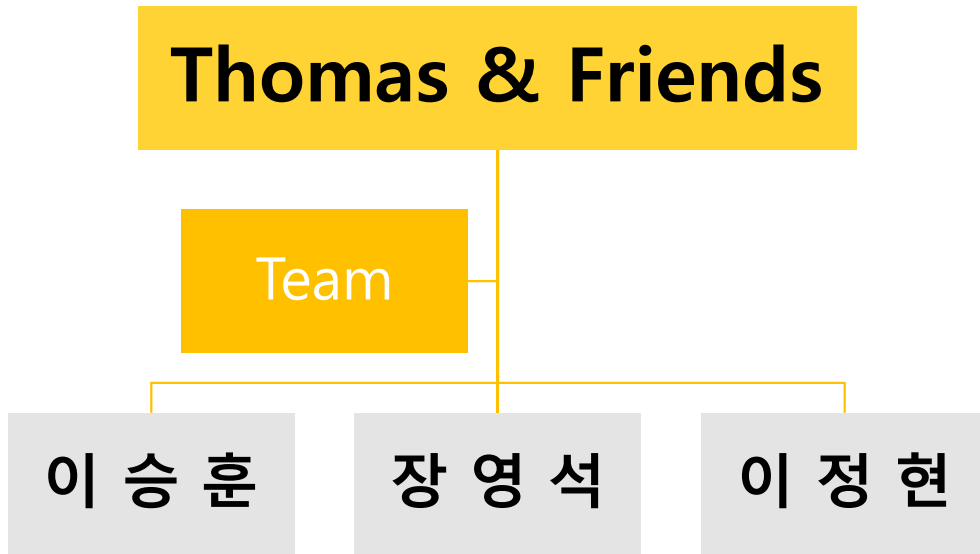 Thomas & Friends
Team
이 승 훈
장 영 석
이 정 현